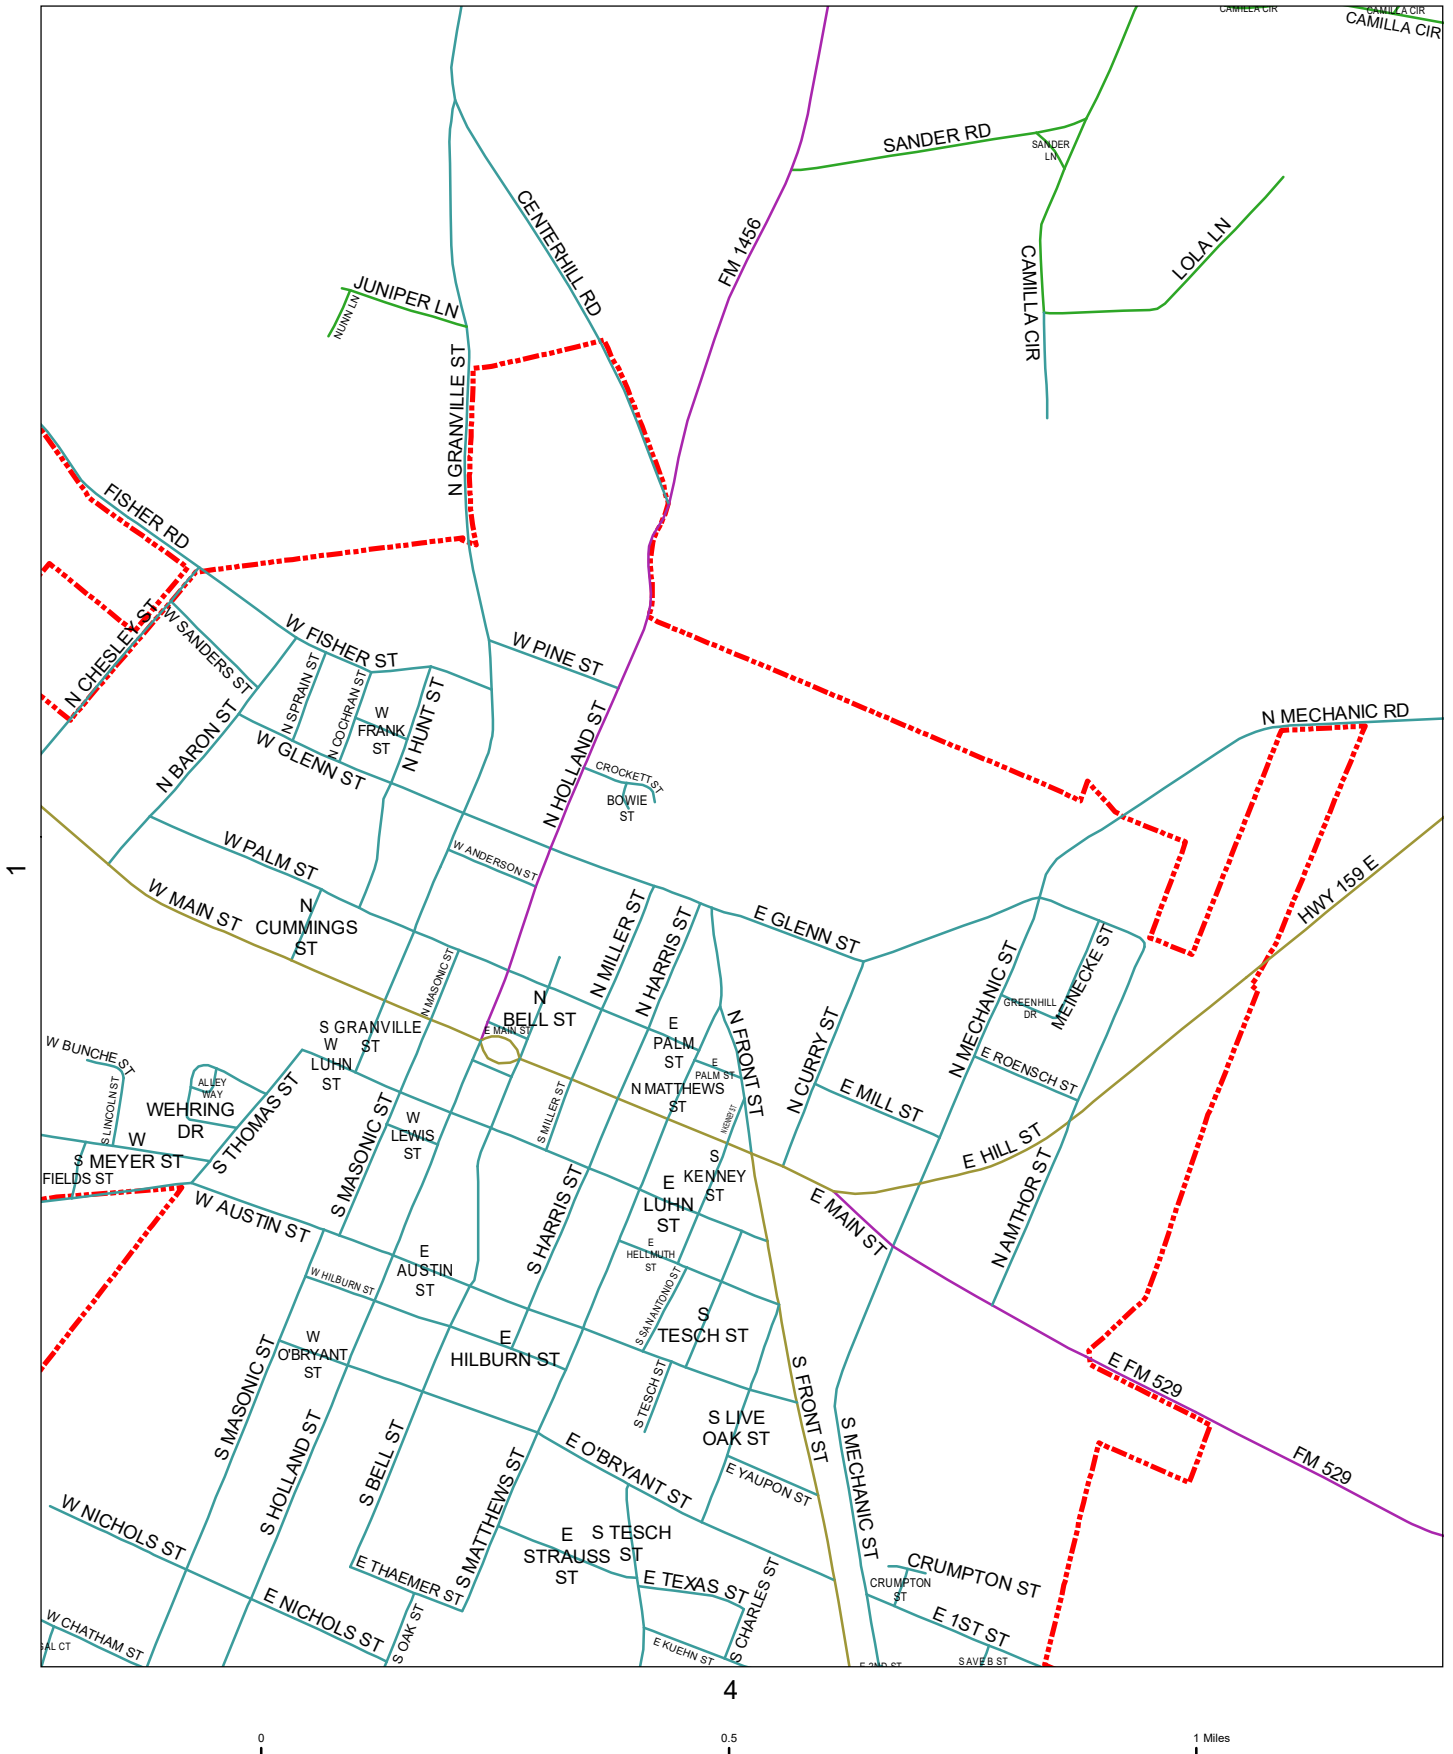 CAMILLA CIR
CAMILLA CIR
CAMILLA CIR
SANDER RD
SANDER
LN
CENTERHILL RD
FM 1456
LOLA LN
CAMILLA CIR
JUNIPER LN
NUNN LN
N GRANVILLE ST
FISHER RD
N CHESLEY ST
W SANDERS ST
W FISHER ST
W PINE ST
N SPRAIN ST
N COCHRAN ST
W
FRANK
ST
N HUNT ST
N BARON ST
W GLENN ST
N HOLLAND ST
CROCKETT ST
BOWIE
ST
N MECHANIC RD
W PALM ST
W ANDERSON ST
W MAIN ST
N
CUMMINGS
ST
HWY 159 E
N MILLER ST
N HARRIS ST
E GLENN ST
N MASONIC ST
N MECHANIC ST
MEINECKE ST
GREENHILL
DR
N
BELL ST
E MAIN ST
S GRANVILLE
ST
W
LUHN
ST
E
PALM
ST
E
PALM ST
N FRONT ST
N CURRY ST
W BUNCHE ST
S LINCOLN ST
ALLEY
WAY
WEHRING
DR
S THOMAS ST
E ROENSCH ST
N MATTHEWS
ST
N KENNEY ST
E MILL ST
S MILLER ST
W
LEWIS
ST
S MASONIC ST
W
MEYER ST
S
FIELDS ST
E HILL ST
S
KENNEY
ST
E
LUHN
ST
W AUSTIN ST
E MAIN ST
S HARRIS ST
N AMTHOR ST
E
AUSTIN
ST
E
HELLMUTH
ST
W HILBURN ST
S SAN ANTONIO ST
S
TESCH ST
W
O'BRYANT
ST
E
HILBURN ST
E FM 529
S MASONIC ST
S TESCH ST
S FRONT ST
S HOLLAND ST
S BELL ST
S LIVE
OAK ST
S MECHANIC ST
E O'BRYANT ST
E YAUPON ST
FM 529
S MATTHEWS ST
W NICHOLS ST
E
STRAUSS
ST
S TESCH
ST
E THAEMER ST
E TEXAS ST
S CHARLES ST
CRUMPTON ST
CRUMPTON
ST
E NICHOLS ST
S OAK ST
E 1ST ST
W CHATHAM ST
E KUEHN ST
E 2ND ST
SAVE B ST
1
4
0
0.5
1 Miles